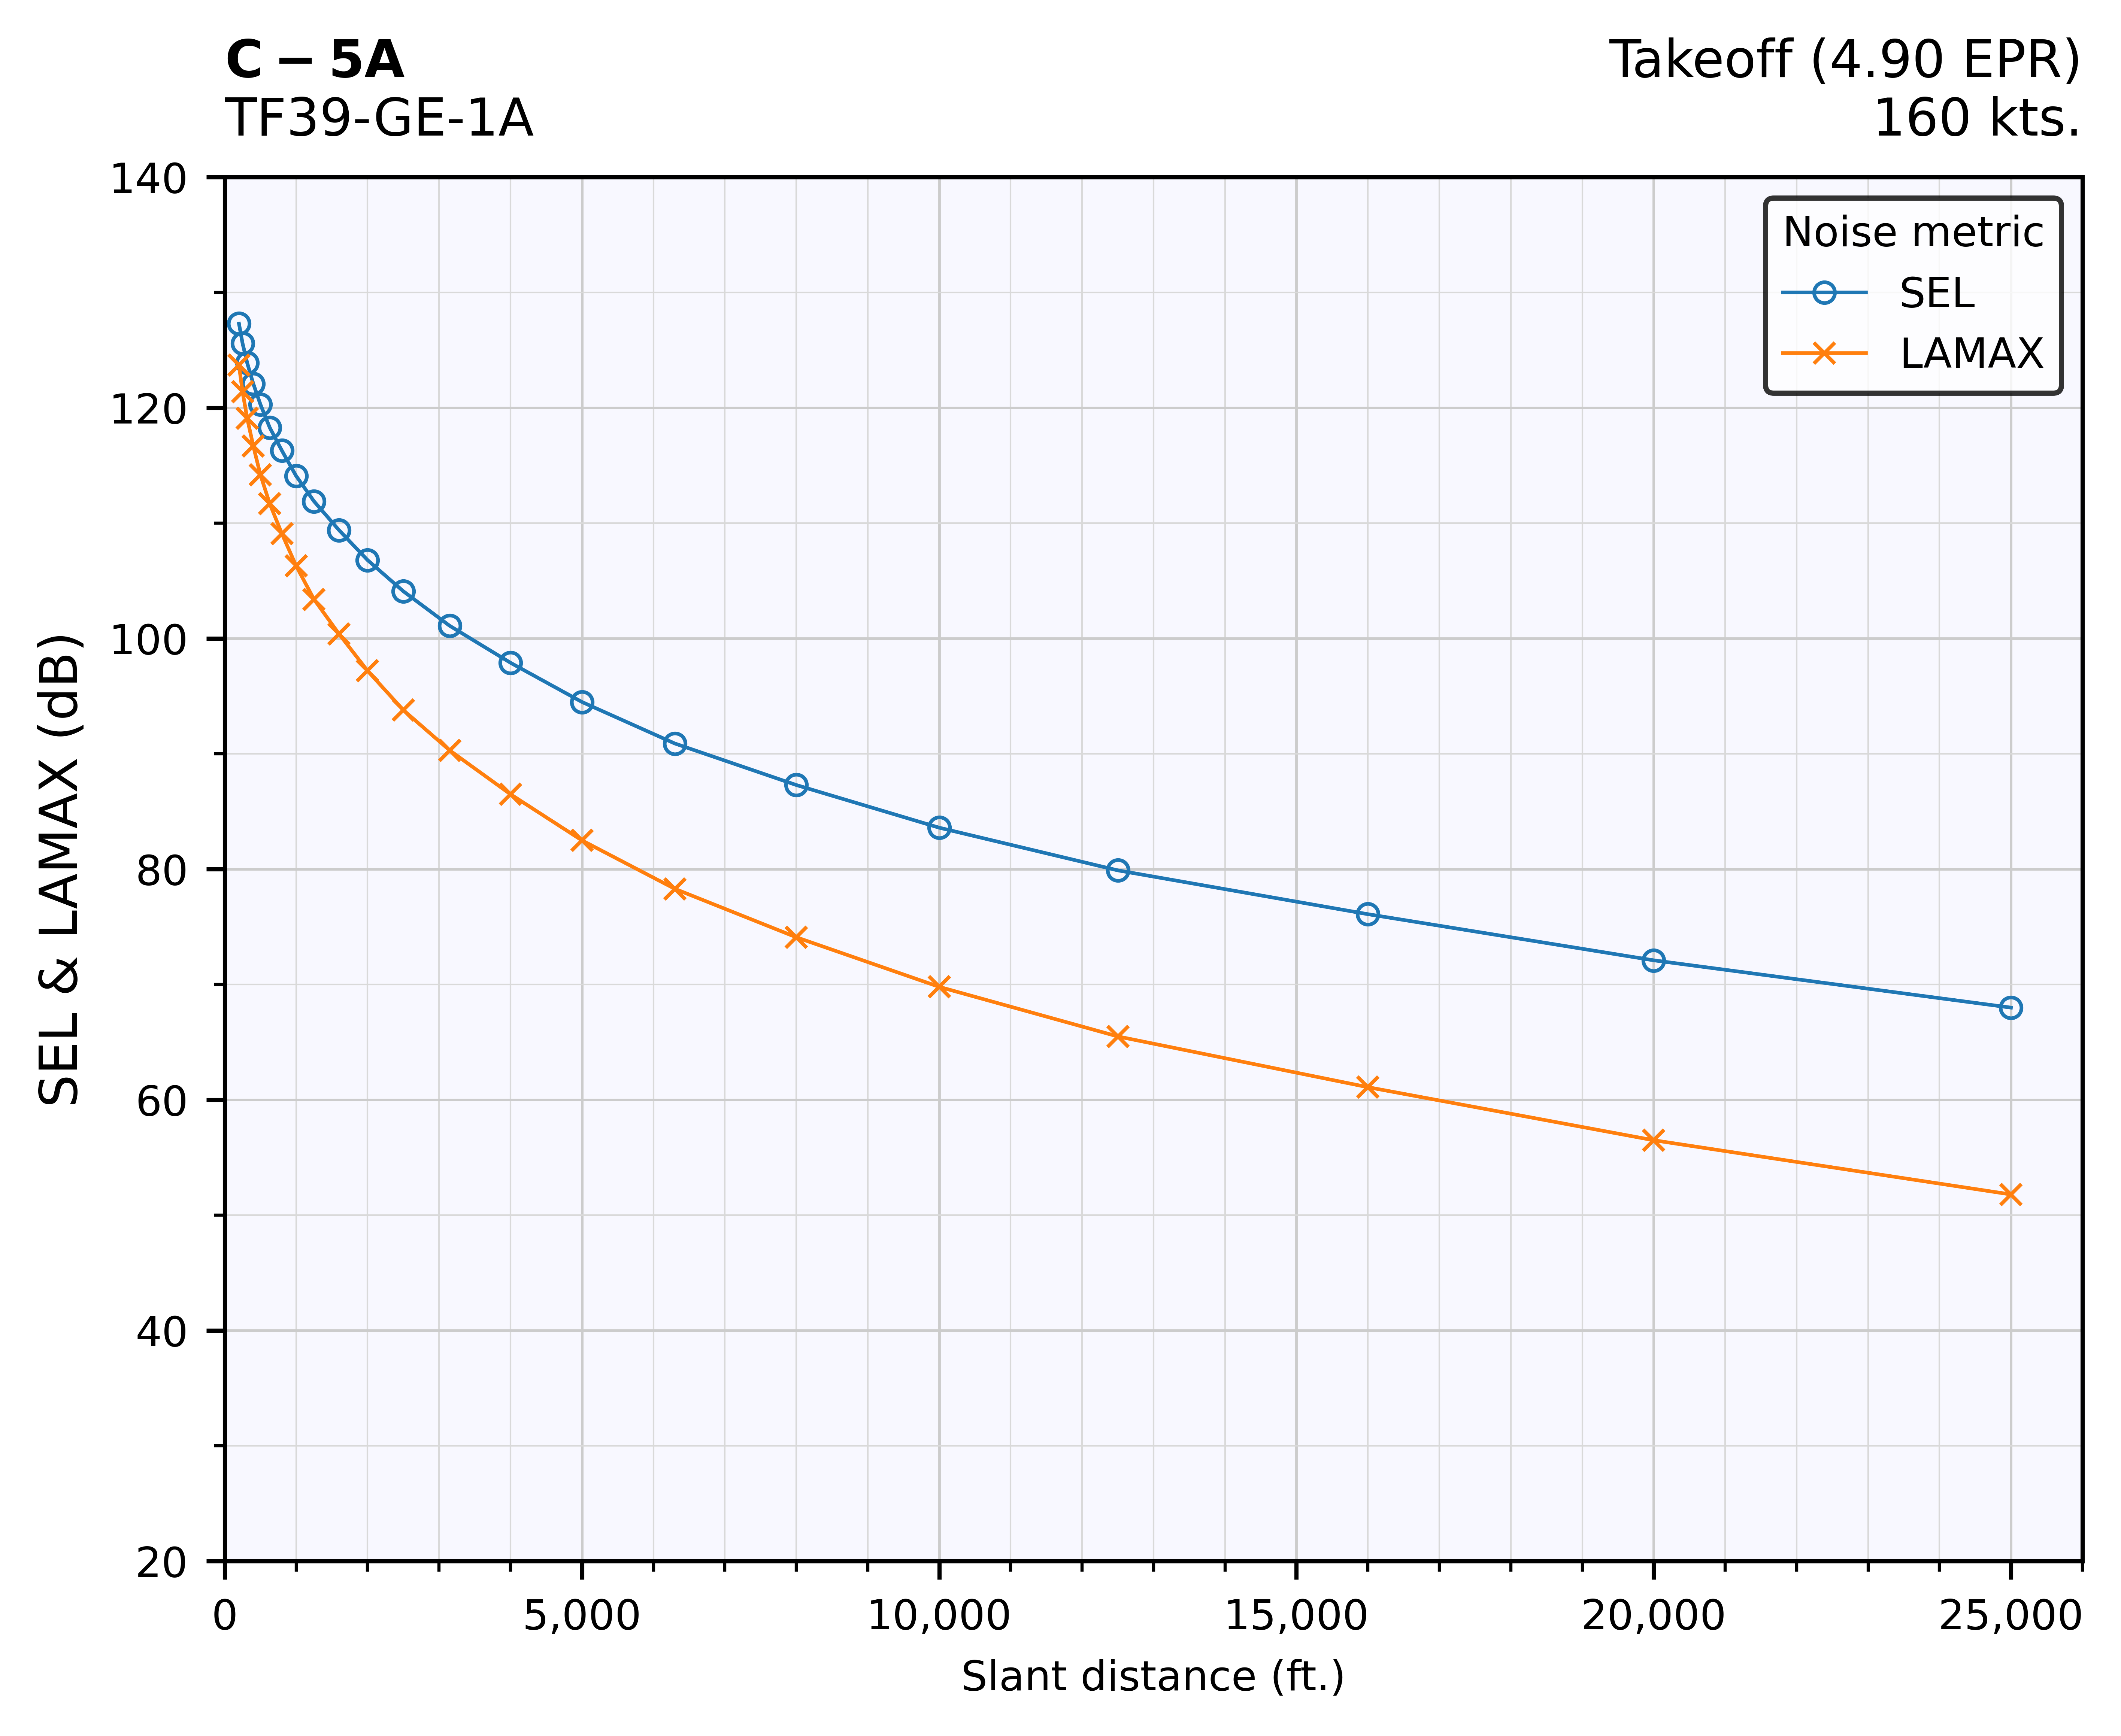 C – 5A
TF39-GE-1A
Takeoff (4.90 EPR)
160 kts.
SEL & LAMAX (dB)
140
120
100
80
60
40
20
Noise metric
SEL
LAMAX
0
5,000
10,000
15,000
20,000
25,000
Slant distance (ft.)